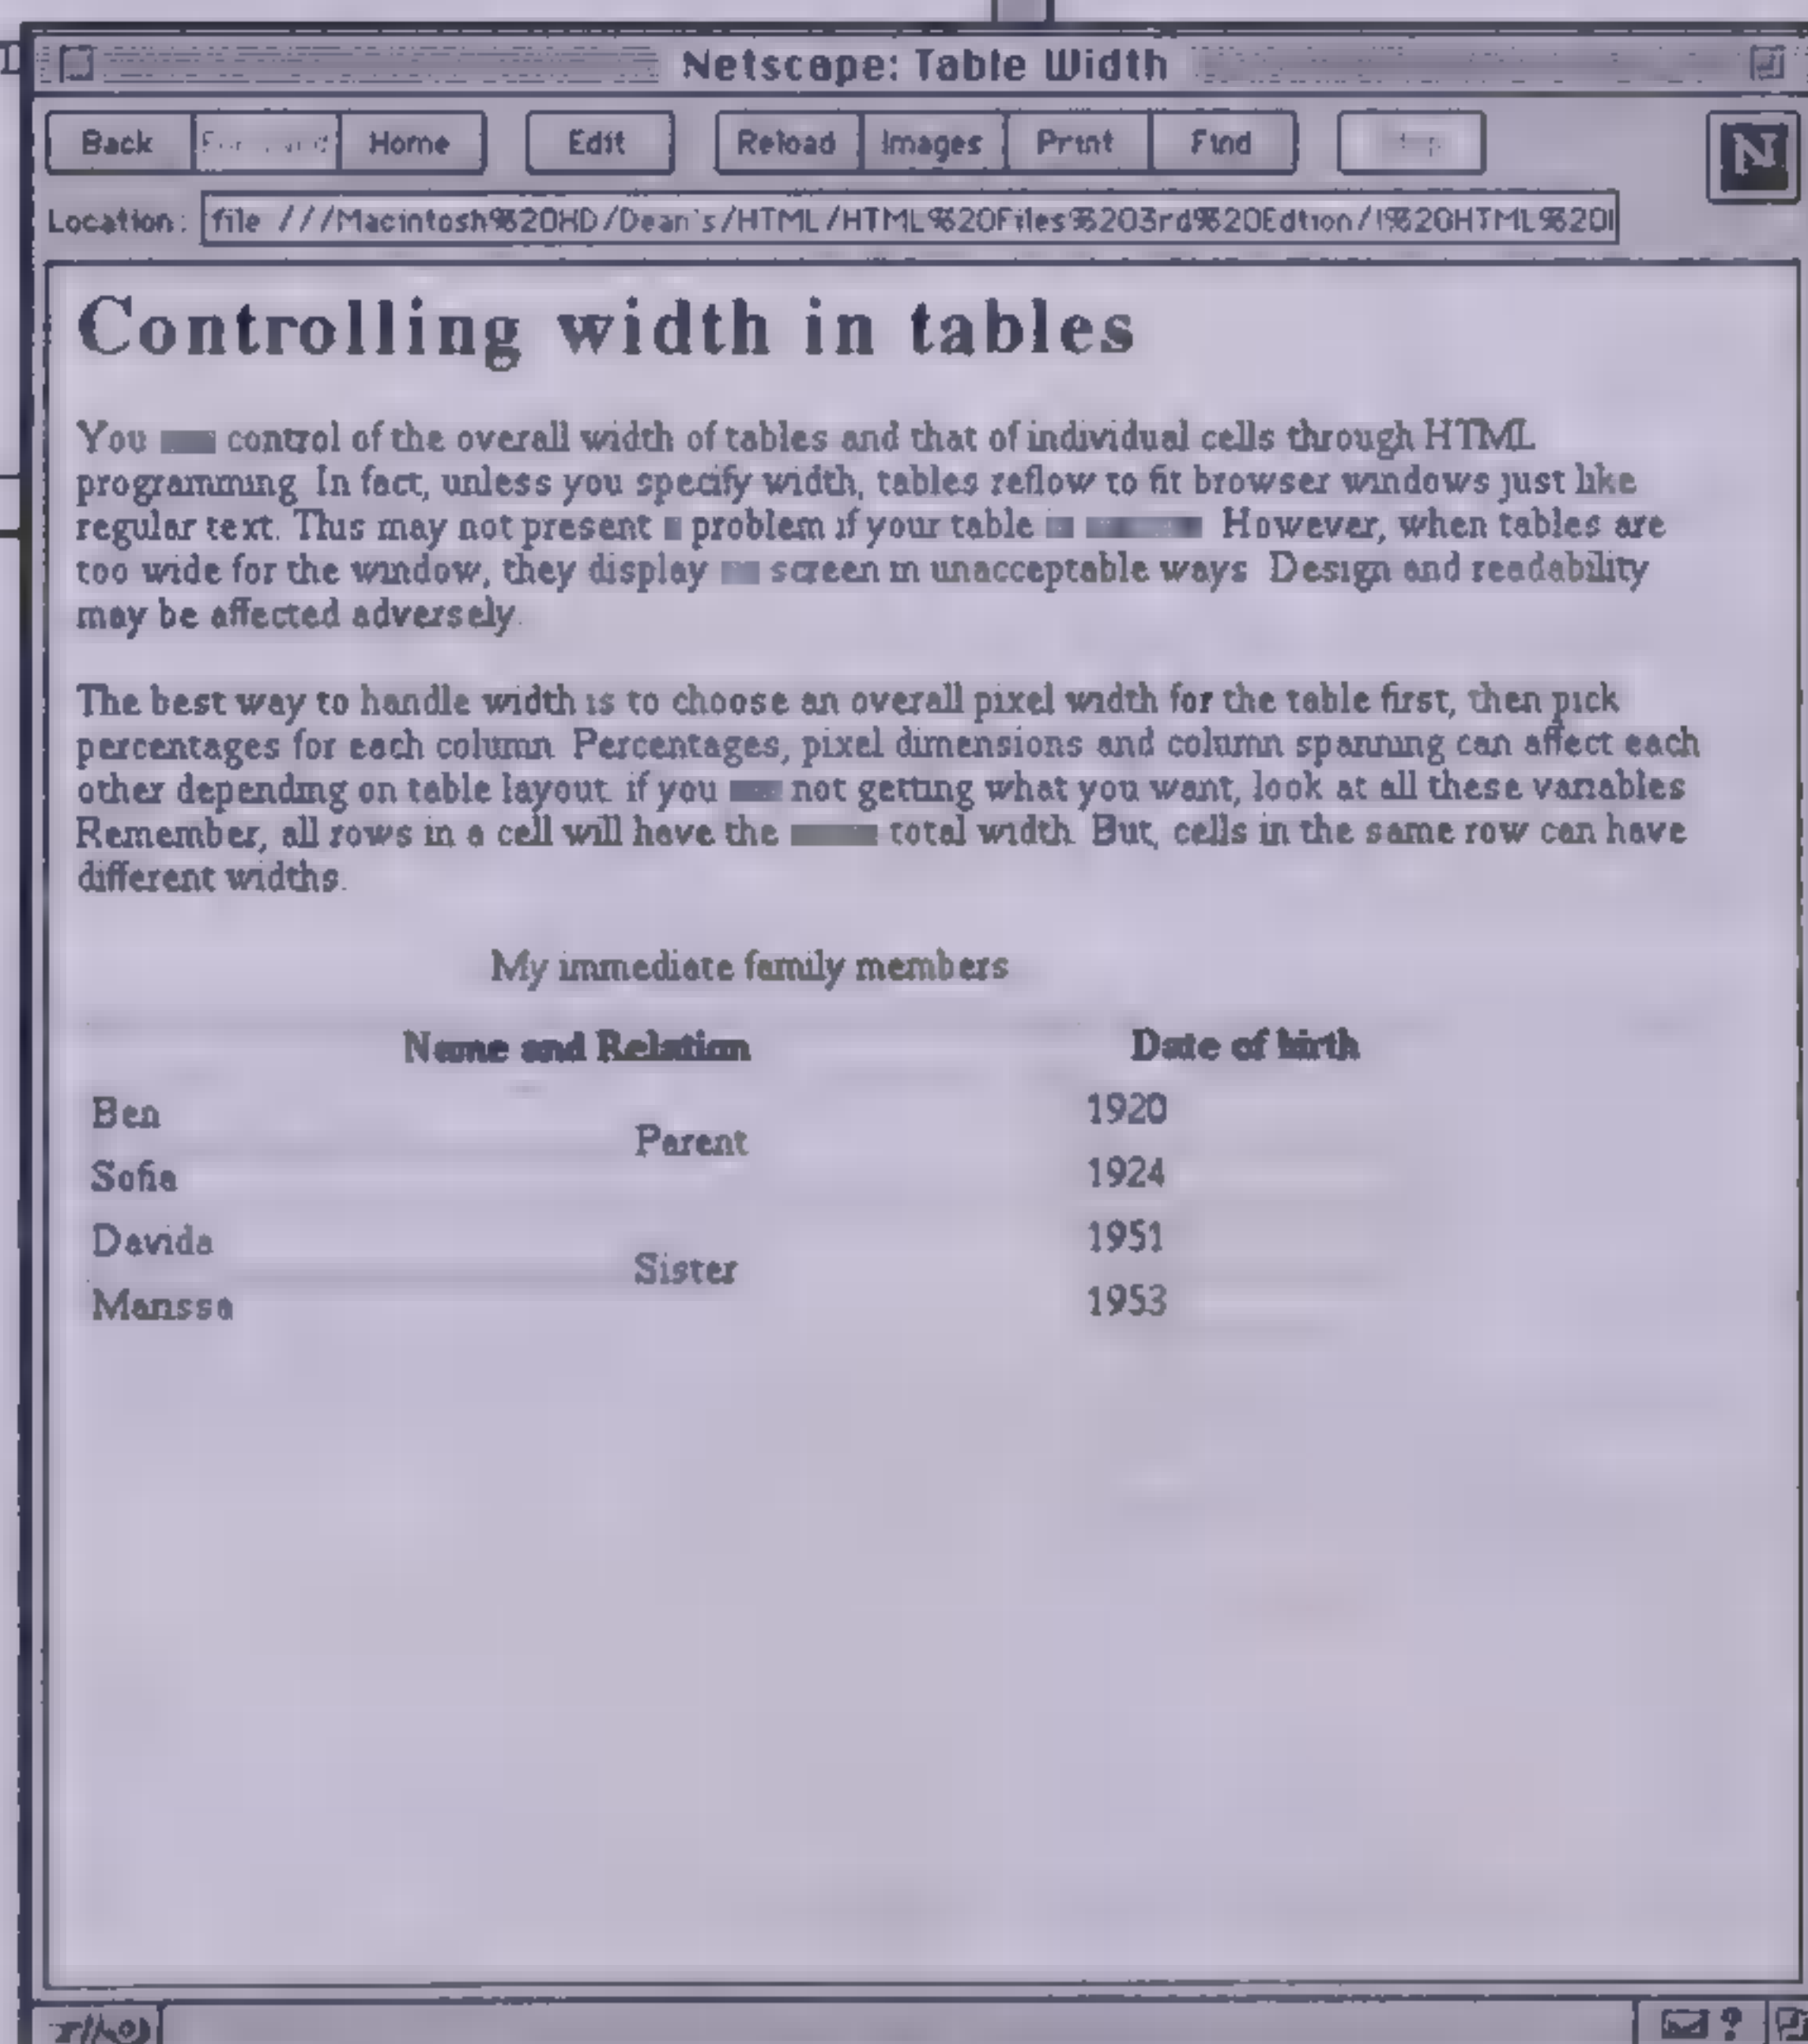 Netscape: Table Width
Back Home Edit Reload Images Print Find
N
Location: file ///Macintosh%20HD/Dean's/HTML/HTML%20Files%203rd%20Edtion/!%20HTML%20I
Controlling width in tables
You control of the overall width of tables and that of individual cells through HTML
programming. In fact, unless you specify width, tables reflow to fit browser windows just like
regular text. This may not present problem if your table However, when tables are
too wide for the window, they display screen in unacceptable ways. Design and readability
may be affected adversely.
The best way to handle width is to choose an overall pixel width for the table first, then pick
percentages for each column. Percentages, pixel dimensions and column spanning can affect each
other depending on table layout. if you not getting what you want, look at all these variables.
Remember, all rows in a cell will have the total width. But, cells in the same row can have
different widths.
My immediate family members
Name and Relation Date of birth
Ben 1920
Parent
Sofia 1924
Davida 1951
Sister
Marissa 1953